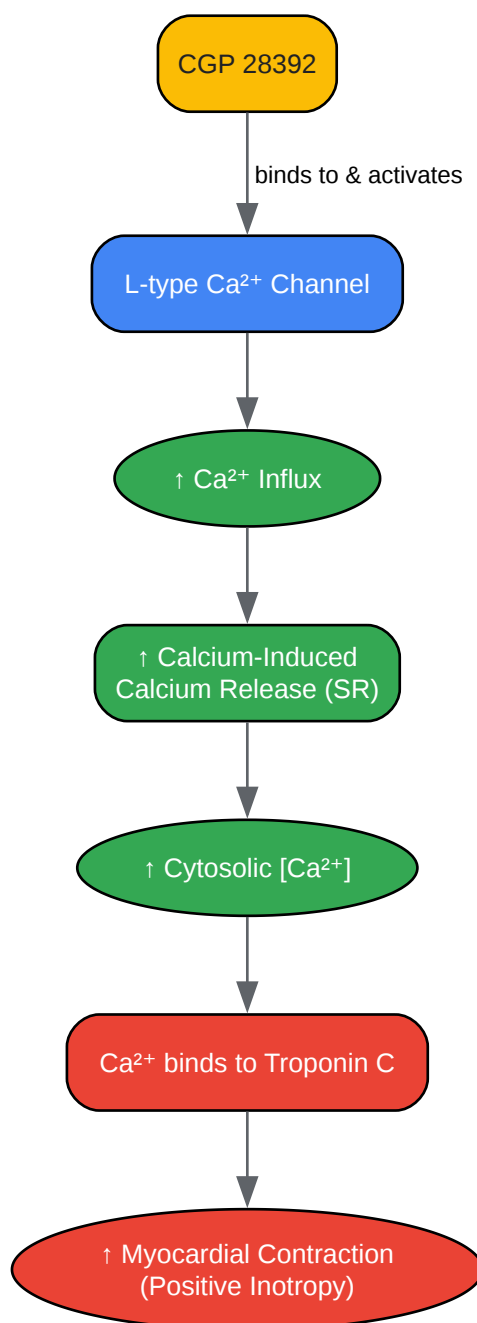 CGP 28392
binds to & activates
L-type Ca²⁺ Channel
↑ Ca²⁺ Influx
↑ Calcium-Induced
Calcium Release (SR)
↑ Cytosolic [Ca²⁺]
Ca²⁺ binds to Troponin C
↑ Myocardial Contraction
(Positive Inotropy)